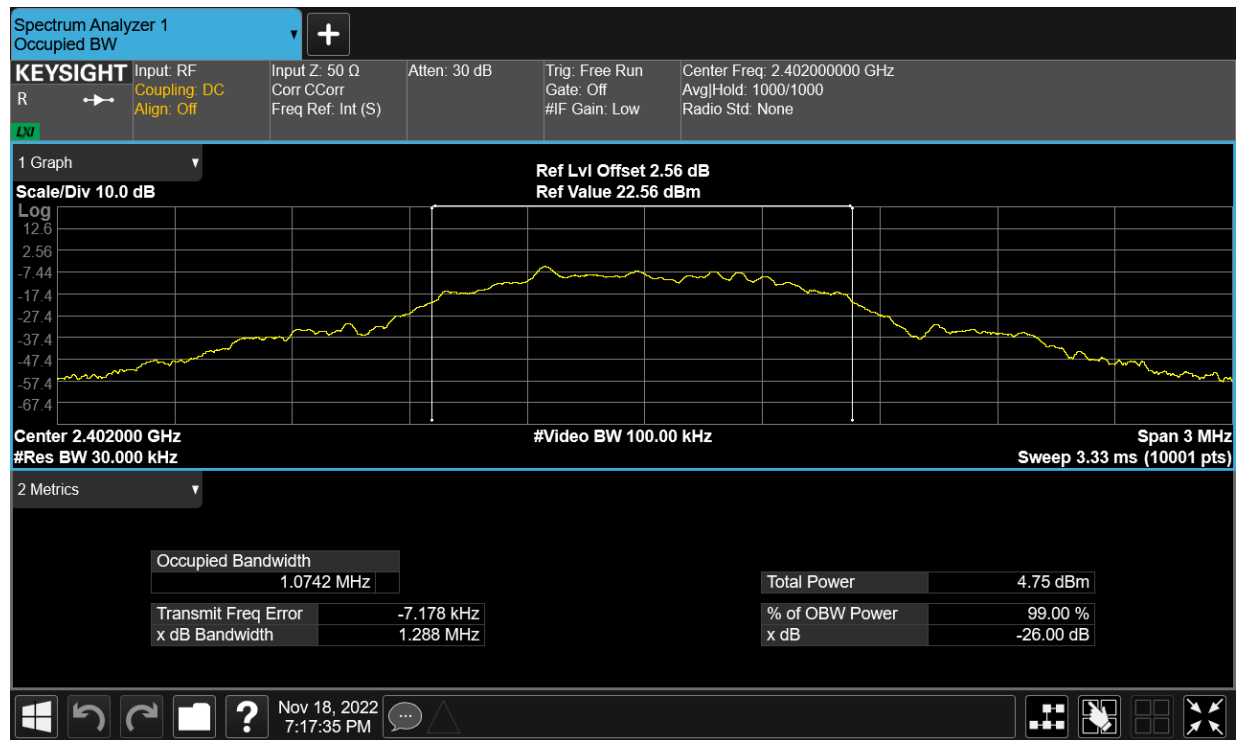 Spectrum Analyzer 1
Occupied BW
KEYSIGHT
R
LXI
Input: RF
Coupling: DC
Align: Off
Input Z: 50 Ω
Corr CCorr
Freq Ref: Int (S)
Atten: 30 dB
Trig: Free Run
Gate: Off
#IF Gain: Low
Center Freq: 2.402000000 GHz
Avg|Hold: 1000/1000
Radio Std: None
1 Graph
Scale/Div 10.0 dB
Ref Lvl Offset 2.56 dB
Ref Value 22.56 dBm
Log
12.6
2.56
-7.44
-17.4
-27.4
-37.4
-47.4
-57.4
-67.4
Center 2.402000 GHz
#Res BW 30.000 kHz
#Video BW 100.00 kHz
Span 3 MHz
Sweep 3.33 ms (10001 pts)
2 Metrics
Occupied Bandwidth
1.0742 MHz
Transmit Freq Error -7.178 kHz
x dB Bandwidth 1.288 MHz
Total Power 4.75 dBm
% of OBW Power 99.00 %
x dB -26.00 dB
?
Nov 18, 2022
7:17:35 PM